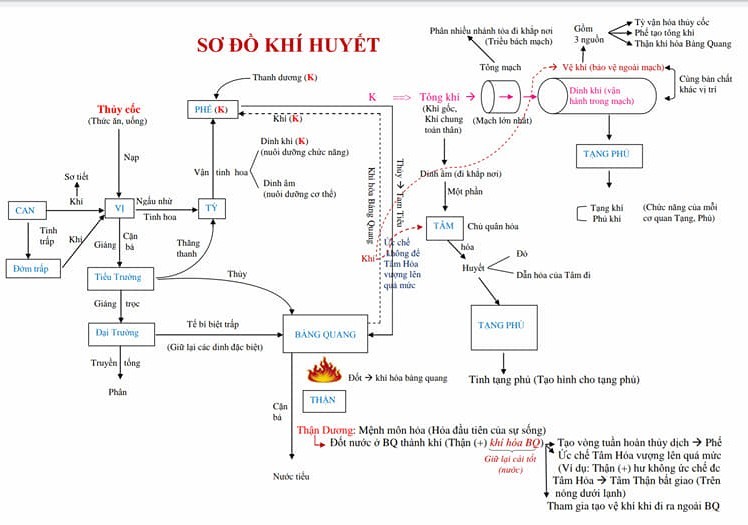 SƠ ĐỒ KHÍ HUYẾT
Phân nhiều nhánh tỏa đi khắp nơi
(Triều bách mạch)
Tông mạch
Gồm
3 nguồn
Tỳ vận hóa thủy cốc
Phế tạo tông khí
Thận khí hóa Bàng Quang
Vệ khí (bảo vệ ngoài mạch)
Cùng bản chất
khác vị trí
Dinh khí (vận
hành trong mạch)
Thanh dương (K)
PHẾ (K)
Khí (K)
K ==> Tông khí →
(Khí gốc,
Khí chung
toàn thân)
(Mạch lớn nhất)
Thủy cốc
(Thức ăn, uống)
Nạp
Dinh khí (K)
(nuôi dưỡng chức năng)
Vận tinh hoa
Dinh âm
(nuôi dưỡng cơ thể)
Khí hóa Bàng Quang
Thủy → Tam Tiêu
Dinh âm (đi khắp nơi)
Một phần
TẠNG PHỦ
Tạng khí
Phủ khí
(Chức năng của mỗi
cơ quan Tạng, Phủ)
Sơ tiết
Khí
CAN
VỊ
Ngấu nhừ
Tinh hoa
TỲ
Tinh
trấp
Khí
Đởm trấp
Giáng
Cặn
bã
Thăng
thanh
Tiểu Trường
Thủy
Khí
Ức chế
không để
Tâm Hỏa
vượng lên
quá mức
TÂM
Chủ quân hỏa
hóa
Huyết
Đỏ
Dẫn hỏa của Tâm đi
Giáng trọc
Đại Trường
Tế bí biệt trấp
(Giữ lại các dinh đặc biệt)
BÀNG QUANG
TẠNG PHỦ
Truyền tống
Phân
Đốt → khí hóa bàng quang
THẬN
Tinh tạng phủ (Tạo hình cho tạng phủ)
Cặn
bã
Nước tiểu
Thận Dương: Mệnh môn hỏa (Hỏa đầu tiên của sự sống)
Đốt nước ở BQ thành khí (Thận (+) khí hóa BQ)
Giữ lại cái tốt
(nước)
Tạo vòng tuần hoàn thủy dịch → Phế
Ức chế Tâm Hỏa vượng lên quá mức
(Ví dụ: Thận (+) hư không ức chế đc
Tâm Hỏa → Tâm Thận bất giao (Trên
nóng dưới lạnh)
Tham gia tạo vệ khí khi đi ra ngoài BQ